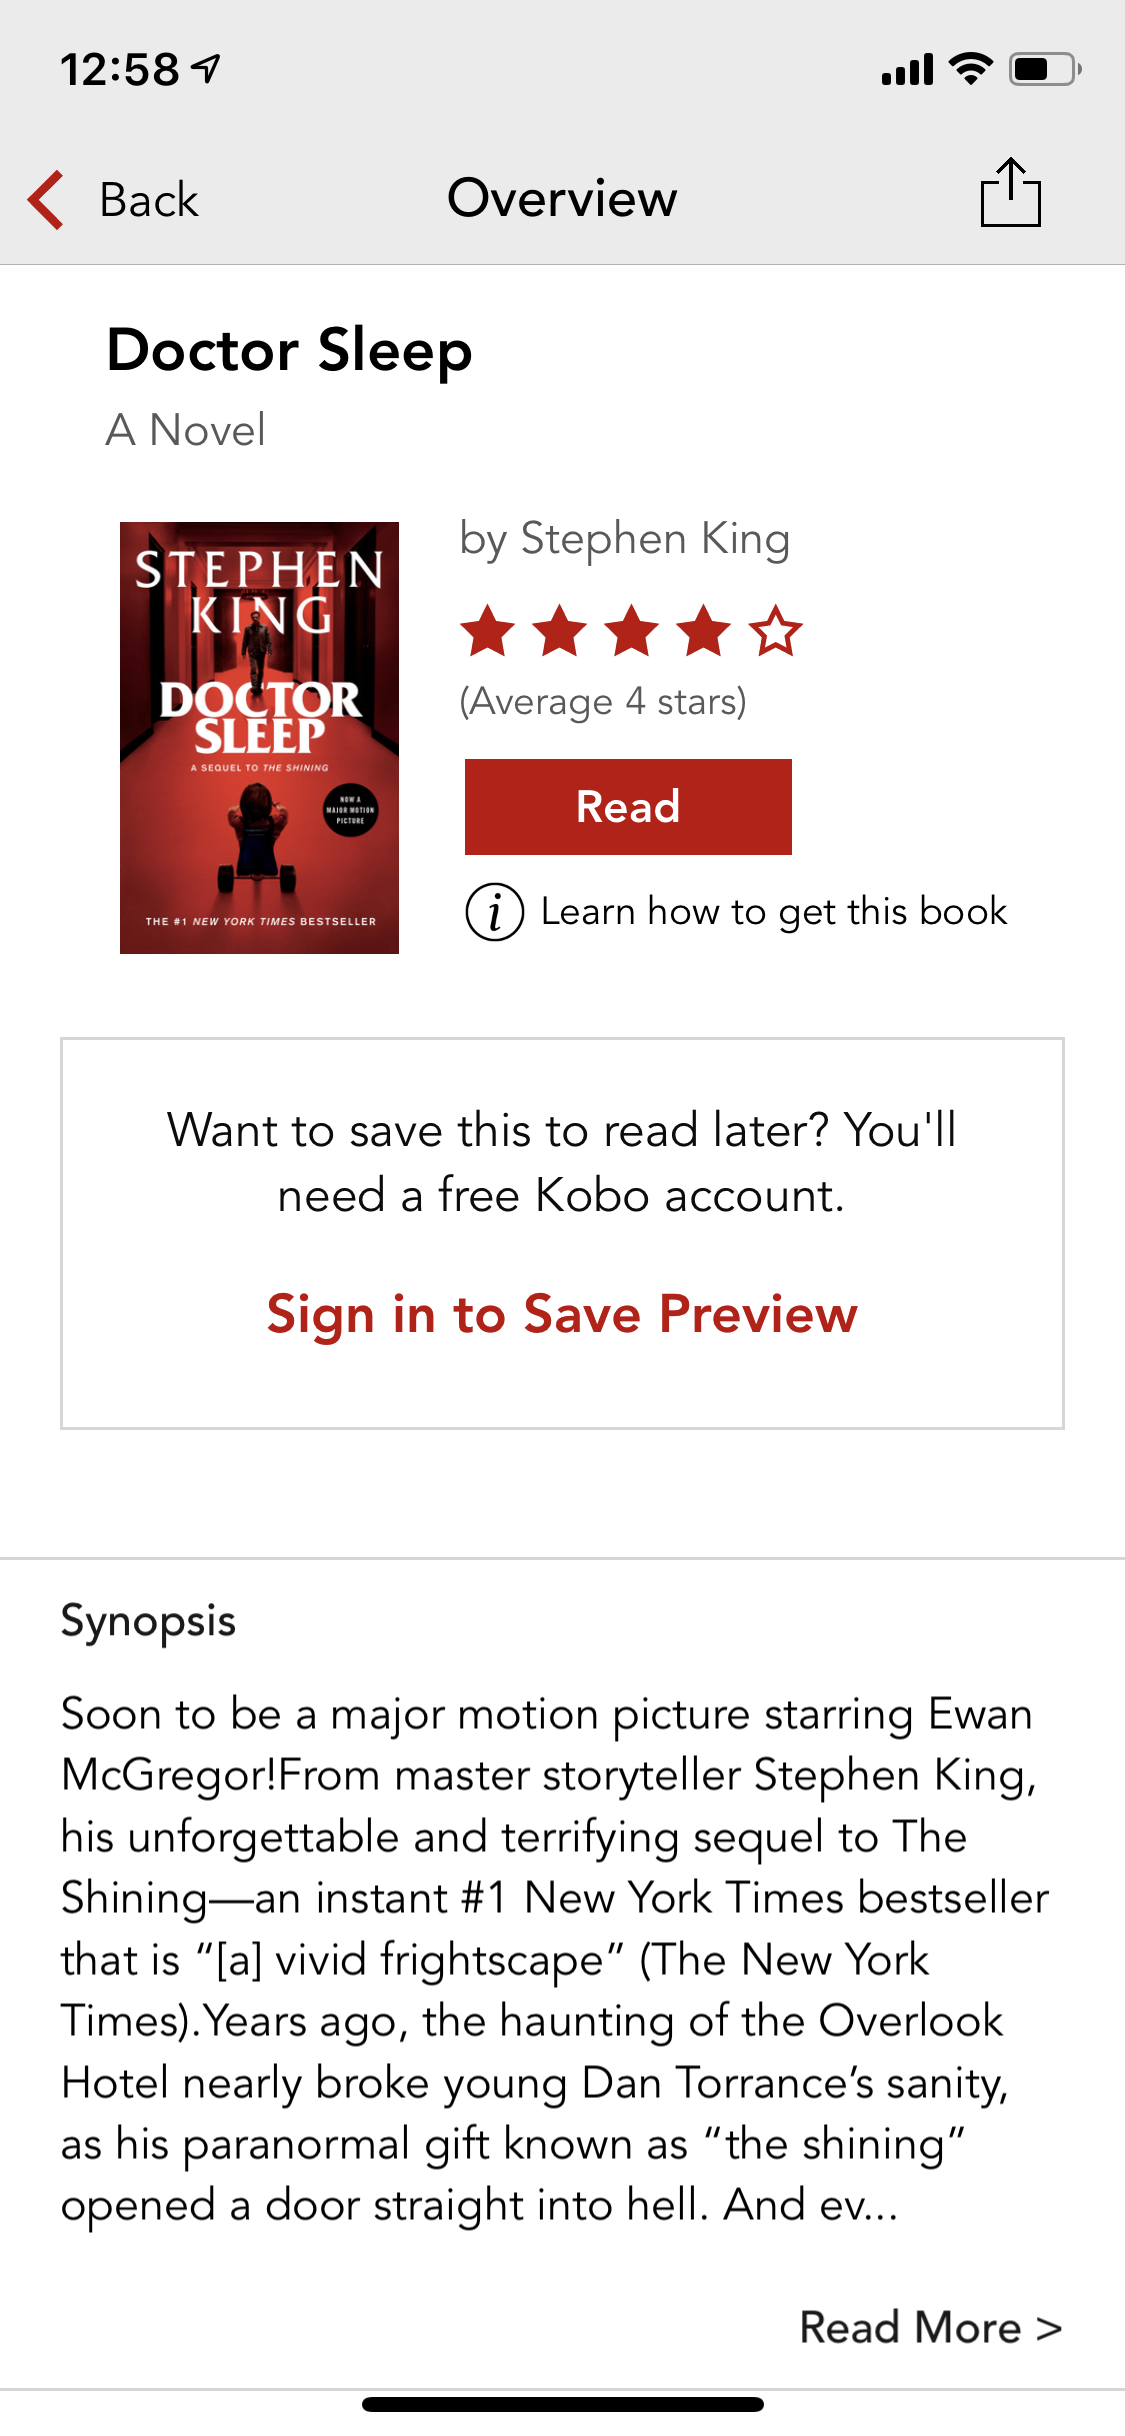 12:58
Back
Overview
Doctor Sleep
A Novel
STEPHEN
KING
DOCTOR
SLEEP
A SEQUEL TO THE SHINING
NOW A
MAJOR MOTION
PICTURE
THE #1 NEW YORK TIMES BESTSELLER
by Stephen King
(Average 4 stars)
Read
i Learn how to get this book
Want to save this to read later? You'll
need a free Kobo account.
Sign in to Save Preview
Synopsis
Soon to be a major motion picture starring Ewan
McGregor!From master storyteller Stephen King,
his unforgettable and terrifying sequel to The
Shining—an instant #1 New York Times bestseller
that is “[a] vivid frightscape” (The New York
Times).Years ago, the haunting of the Overlook
Hotel nearly broke young Dan Torrance’s sanity,
as his paranormal gift known as “the shining”
opened a door straight into hell. And ev...
Read More >